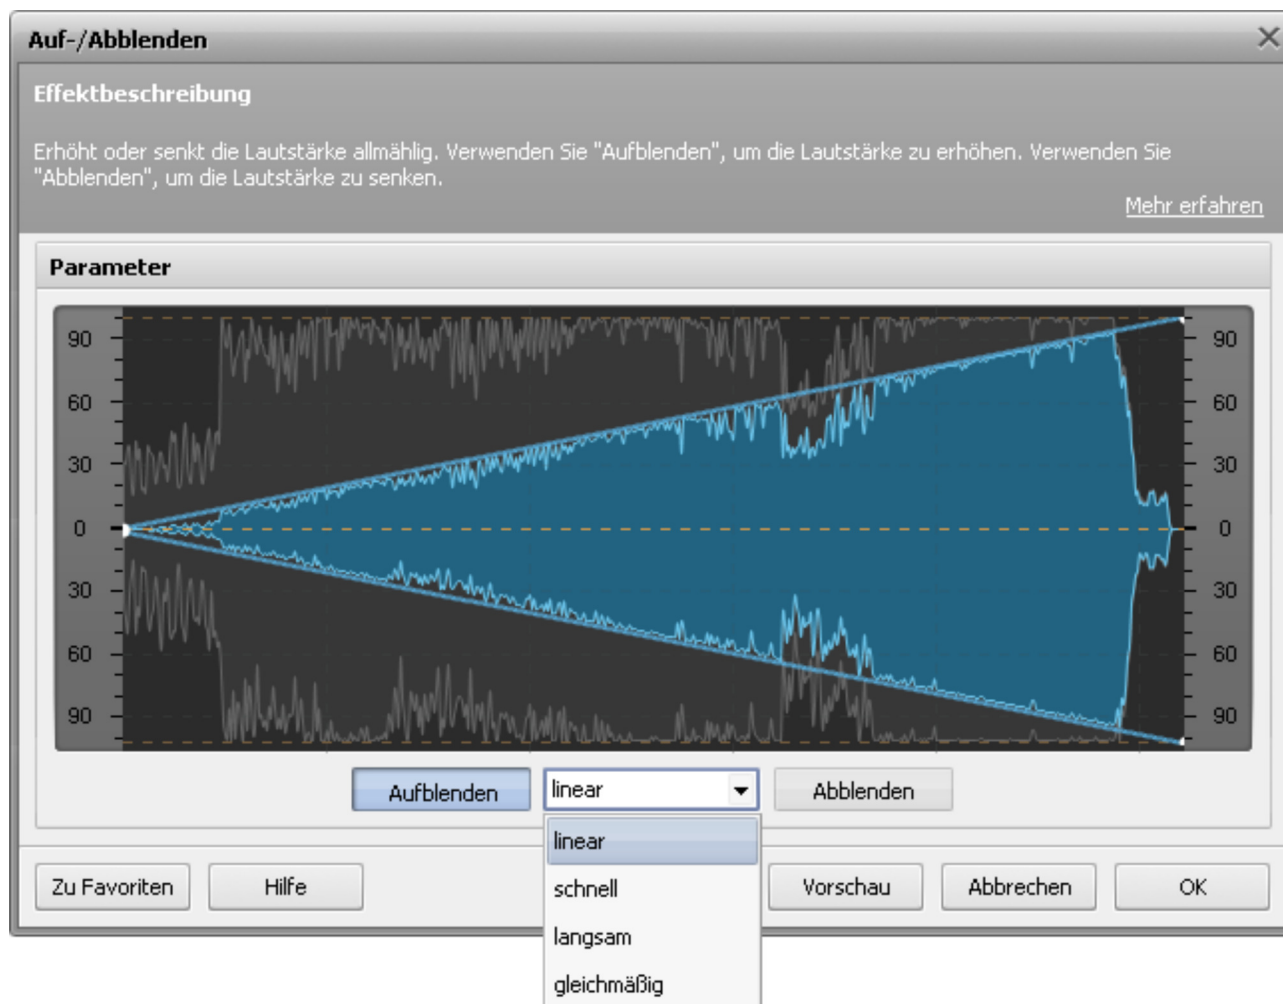 Auf-/Abblenden
Effektbeschreibung
Erhöht oder senkt die Lautstärke allmählig. Verwenden Sie "Aufblenden", um die Lautstärke zu erhöhen. Verwenden Sie
"Abblenden", um die Lautstärke zu senken.
Mehr erfahren
Parameter
90 90
60 60
30 30
0 0
30 30
60 60
90 90
Aufblenden linear Abblenden
linear
schnell
langsam
gleichmäßig
Zu Favoriten Hilfe Vorschau Abbrechen OK